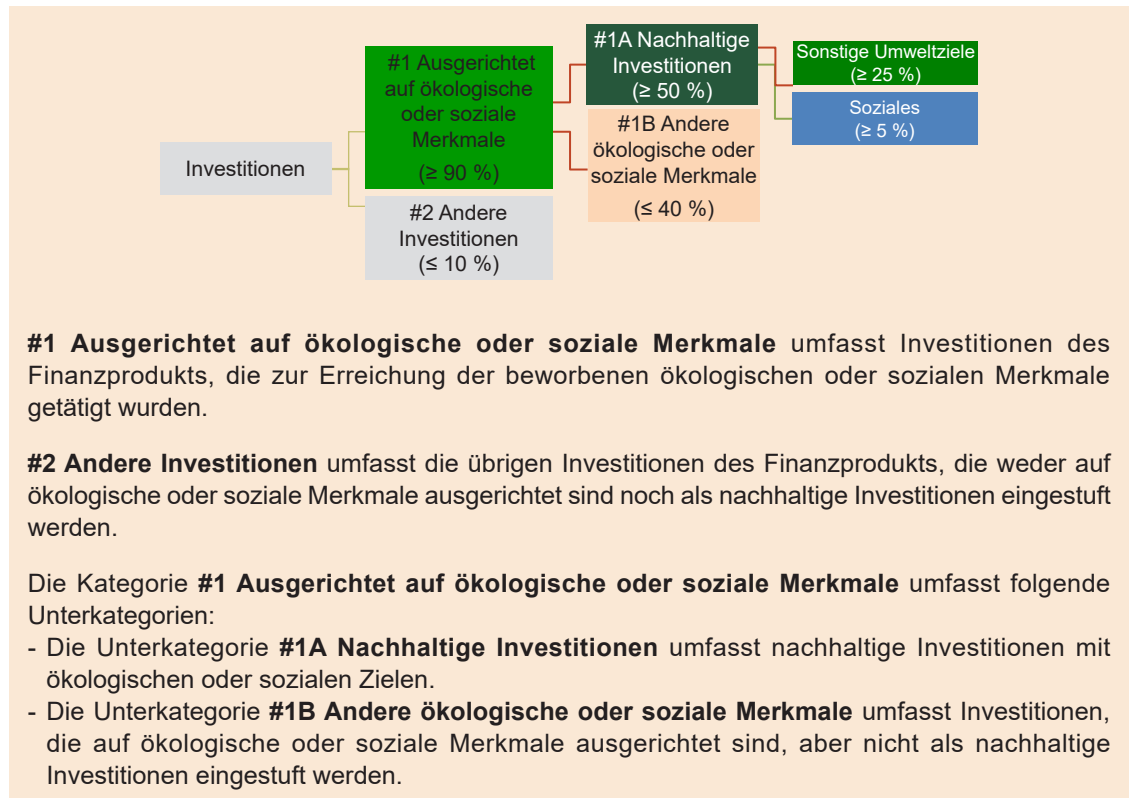 Investitionen
#1 Ausgerichtet
auf ökologische
oder soziale
Merkmale
(≥ 90 %)
#2 Andere
Investitionen
(≤ 10 %)
#1A Nachhaltige
Investitionen
(≥ 50 %)
#1B Andere
ökologische oder
soziale Merkmale
(≤ 40 %)
Sonstige Umweltziele
(≥ 25 %)
Soziales
(≥ 5 %)
#1 Ausgerichtet auf ökologische oder soziale Merkmale umfasst Investitionen des
Finanzprodukts, die zur Erreichung der beworbenen ökologischen oder sozialen Merkmale
getätigt wurden.
#2 Andere Investitionen umfasst die übrigen Investitionen des Finanzprodukts, die weder auf
ökologische oder soziale Merkmale ausgerichtet sind noch als nachhaltige Investitionen eingestuft
werden.
Die Kategorie #1 Ausgerichtet auf ökologische oder soziale Merkmale umfasst folgende
Unterkategorien:
- Die Unterkategorie #1A Nachhaltige Investitionen umfasst nachhaltige Investitionen mit
ökologischen oder sozialen Zielen.
- Die Unterkategorie #1B Andere ökologische oder soziale Merkmale umfasst Investitionen,
die auf ökologische oder soziale Merkmale ausgerichtet sind, aber nicht als nachhaltige
Investitionen eingestuft werden.